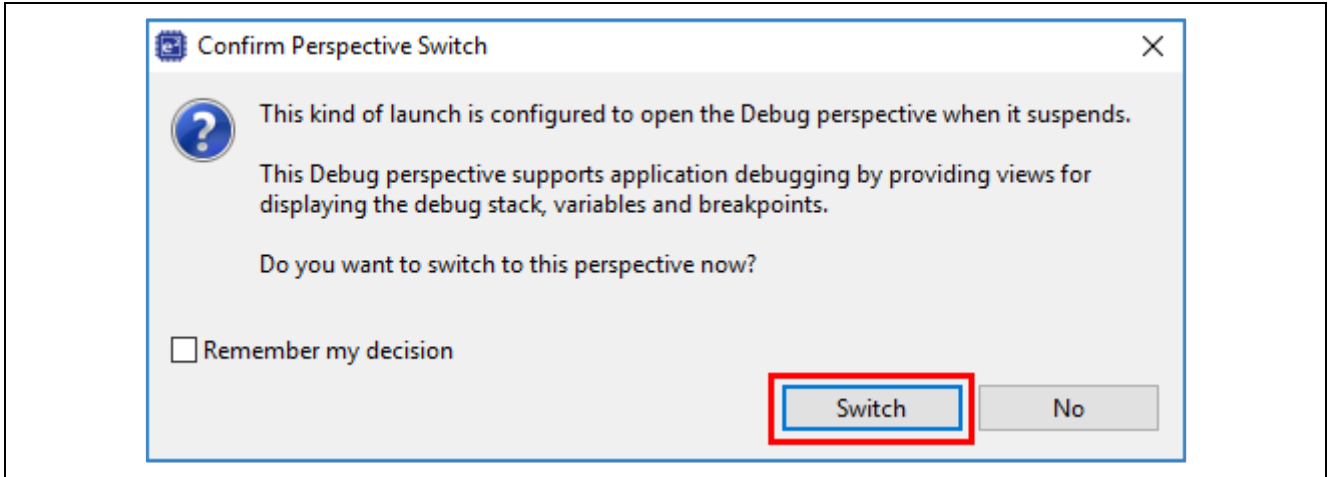 Confirm Perspective Switch
This kind of launch is configured to open the Debug perspective when it suspends.
This Debug perspective supports application debugging by providing views for
displaying the debug stack, variables and breakpoints.
Do you want to switch to this perspective now?
Remember my decision
Switch
No